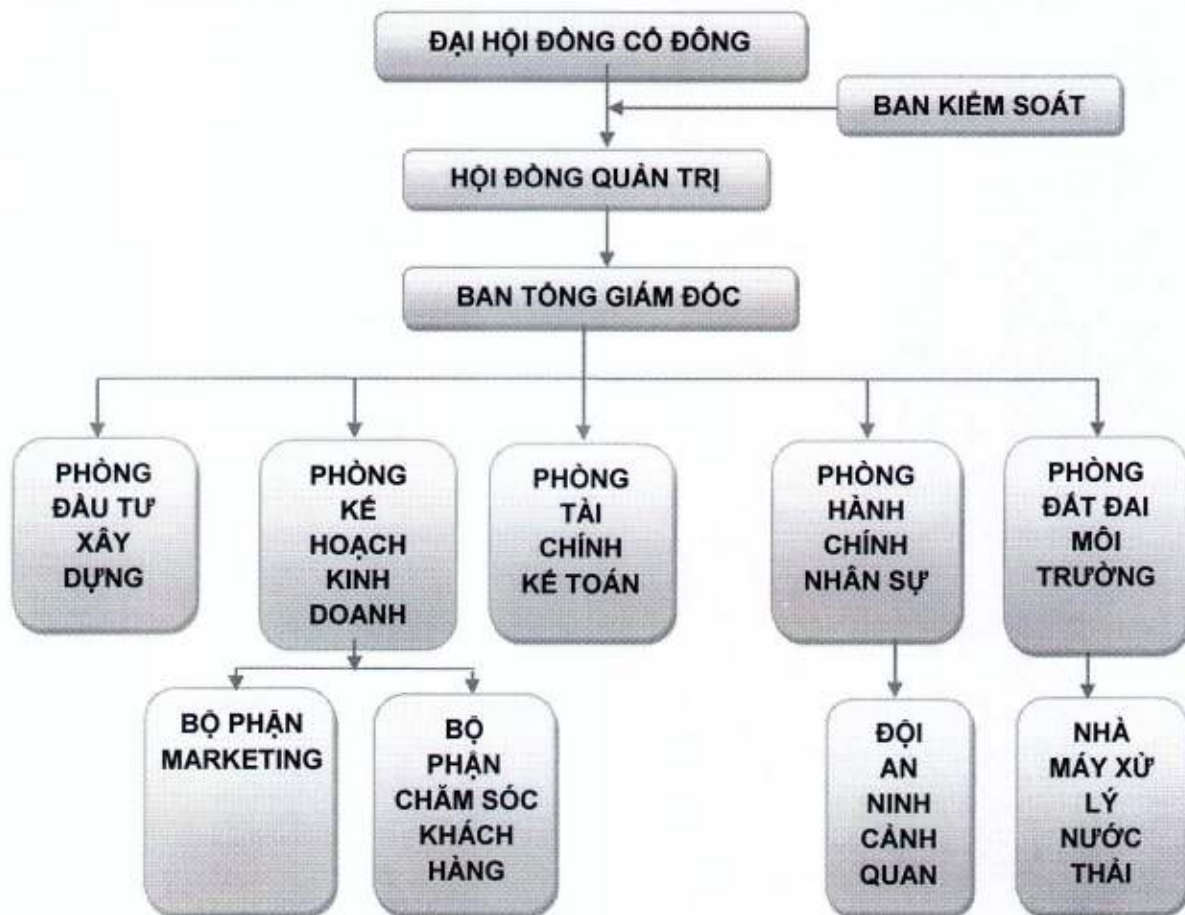 ĐẠI HỘI ĐỒNG CỔ ĐÔNG
BAN KIỂM SOÁT
HỘI ĐỒNG QUẢN TRỊ
BAN TỔNG GIÁM ĐỐC
PHÒNG
ĐẦU TƯ
XÂY
DỰNG
PHÒNG
KẾ
HOẠCH
KINH
DOANH
PHÒNG
TÀI
CHÍNH
KẾ TOÁN
PHÒNG
HÀNH
CHÍNH
NHÂN SỰ
PHÒNG
ĐẤT ĐAI
MÔI
TRƯỜNG
BỘ PHẬN
MARKETING
BỘ
PHẬN
CHĂM SÓC
KHÁCH
HÀNG
ĐỘI
AN
NINH
CẢNH
QUAN
NHÀ
MÁY XỬ
LÝ
NƯỚC
THẢI